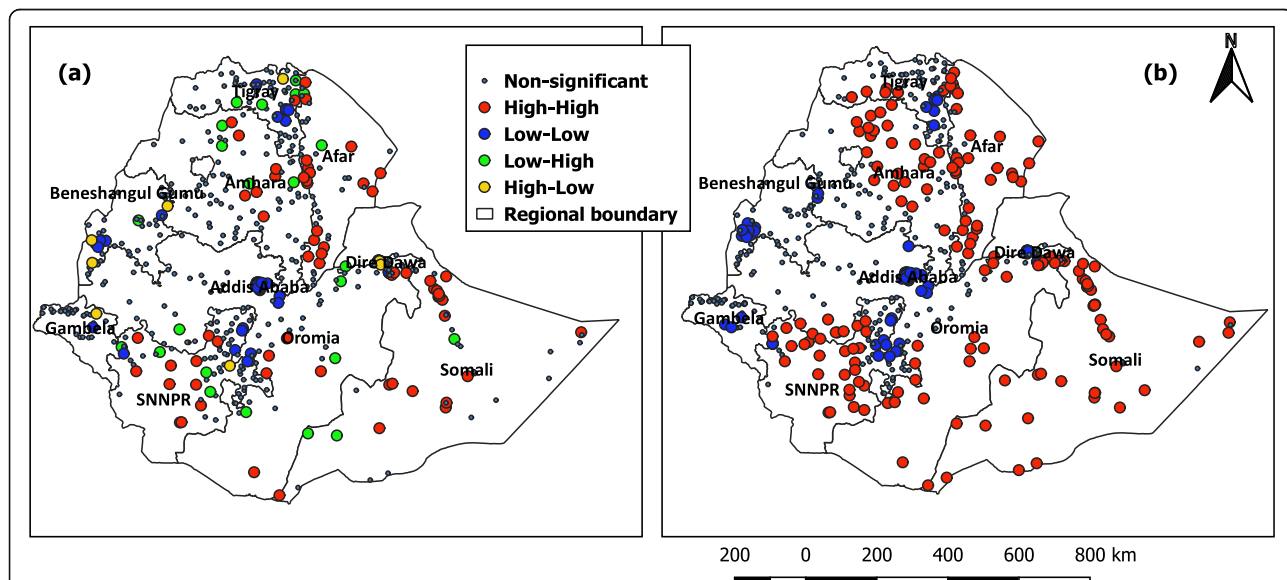 (a)
Tigray
Afar
Amhara
Beneshangul Gumu
Dire Dawa
Addis Ababa
Gambela
Oromia
Somali
SNNPR
Non-significant
High-High
Low-Low
Low-High
High-Low
Regional boundary
(b)
N
Tigray
Afar
Amhara
Beneshangul Gumu
Dire Dawa
Addis Ababa
Gambela
Oromia
Somali
SNNPR
200 0 200 400 600 800 km